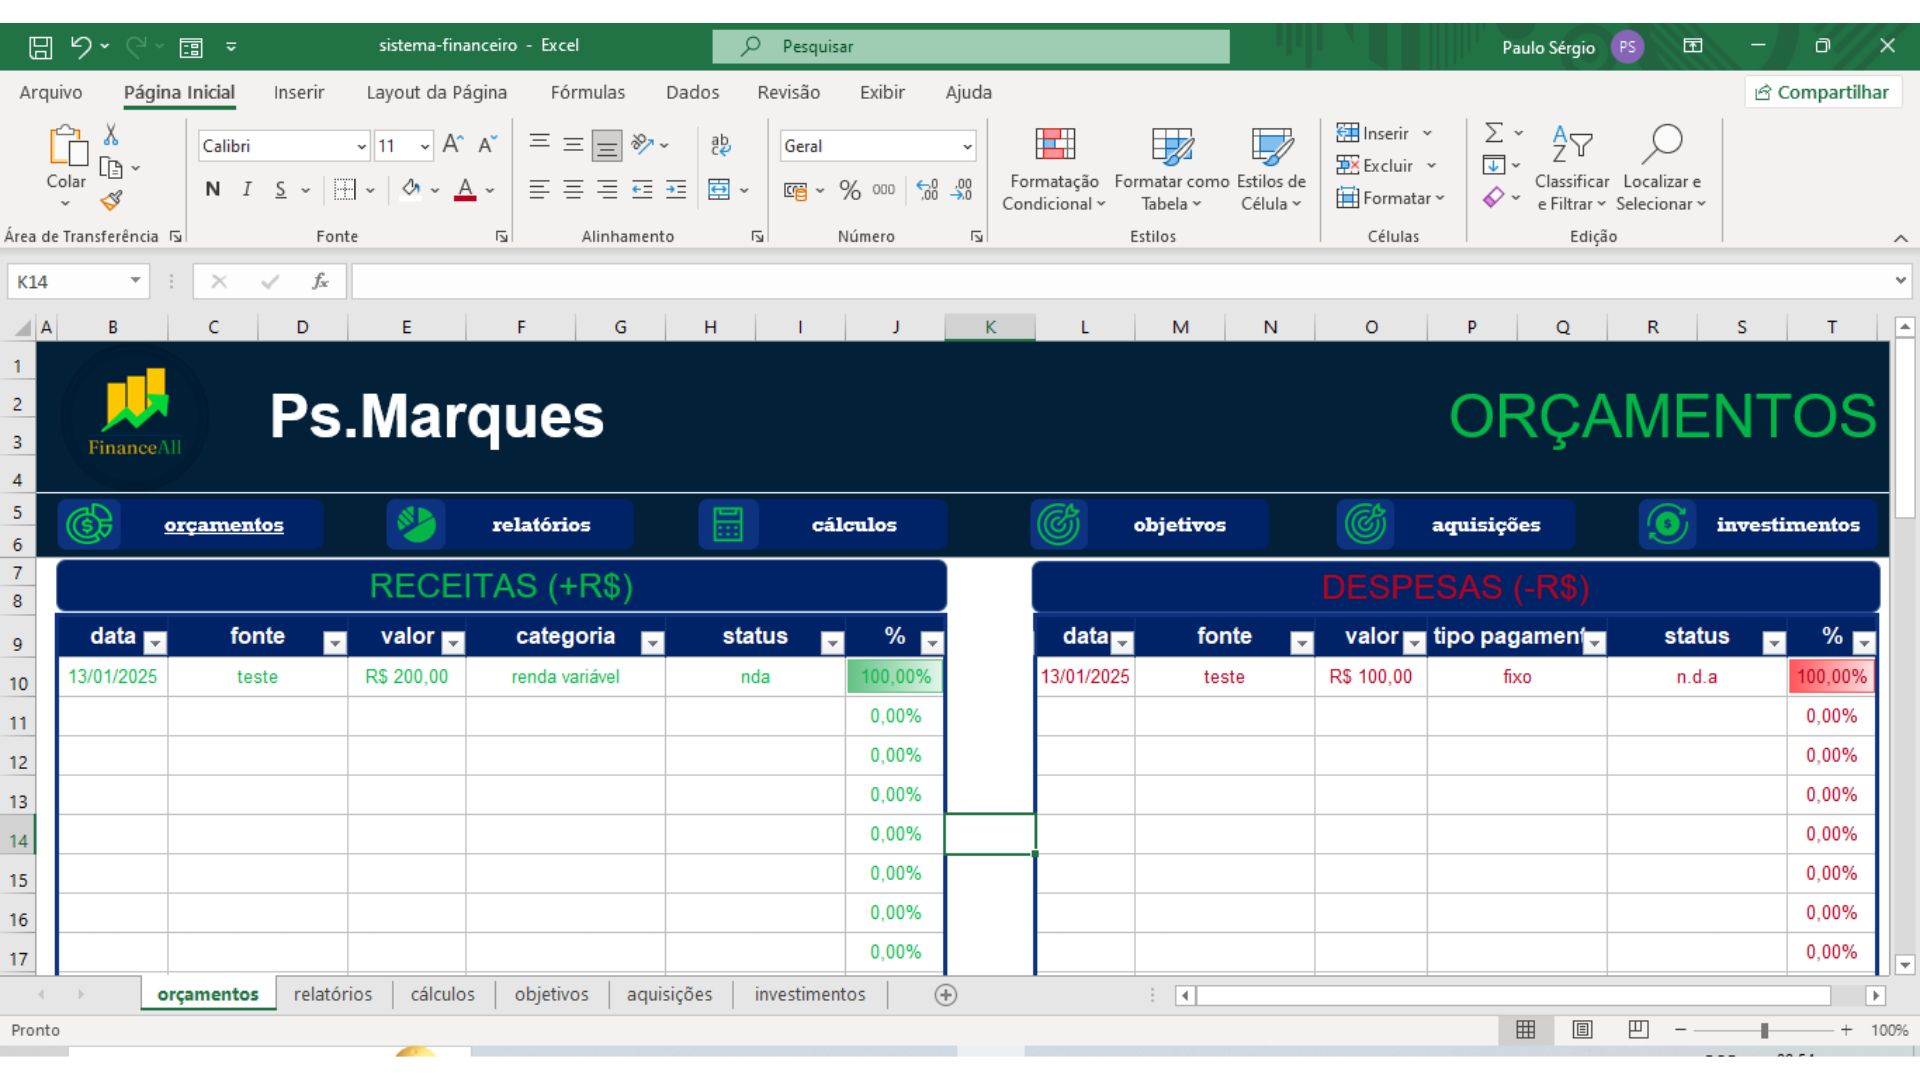 sistema-financeiro - Excel
Pesquisar
Paulo Sérgio PS
Arquivo Página Inicial Inserir Layout da Página Fórmulas Dados Revisão Exibir Ajuda Compartilhar
Colar
Área de Transferência
Calibri 11
N I S A
Fonte
ab
Alinhamento
Geral
% 000
Número
Formatação Condicional
Formatar como Tabela
Estilos de Célula
Estilos
Inserir
Excluir
Formatar
Células
Classificar e Filtrar
Localizar e Selecionar
Edição
K14 fx
A B C D E F G H I J K L M N O P Q R S T
1
2
3
4
5
6
7
8
9
10
11
12
13
14
15
16
17
FinanceAll
Ps.Marques
ORÇAMENTOS
orçamentos relatórios cálculos objetivos aquisições investimentos
RECEITAS (+R$)
data fonte valor categoria status %
13/01/2025 teste R$ 200,00 renda variável nda 100,00%
0,00%
0,00%
0,00%
0,00%
0,00%
0,00%
0,00%
DESPESAS (-R$)
data fonte valor tipo pagament status %
13/01/2025 teste R$ 100,00 fixo n.d.a 100,00%
0,00%
0,00%
0,00%
0,00%
0,00%
0,00%
0,00%
orçamentos relatórios cálculos objetivos aquisições investimentos
Pronto
100%